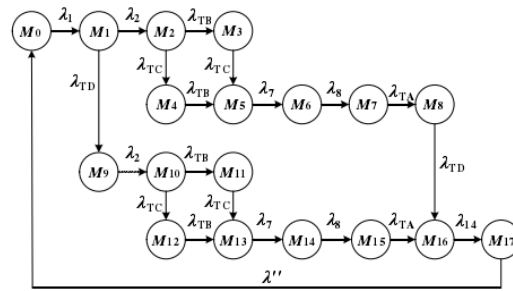 λ1 λ2 λTB
M0 M1 M2 M3
λTD λTC λTC
λTB λ7 λ8 λTA
M4 M5 M6 M7 M8
λ2 λTB λTD
M9 M10 M11
λTC λTC
λTB λ7 λ8 λTA λ14
M12 M13 M14 M15 M16 M17
λ''